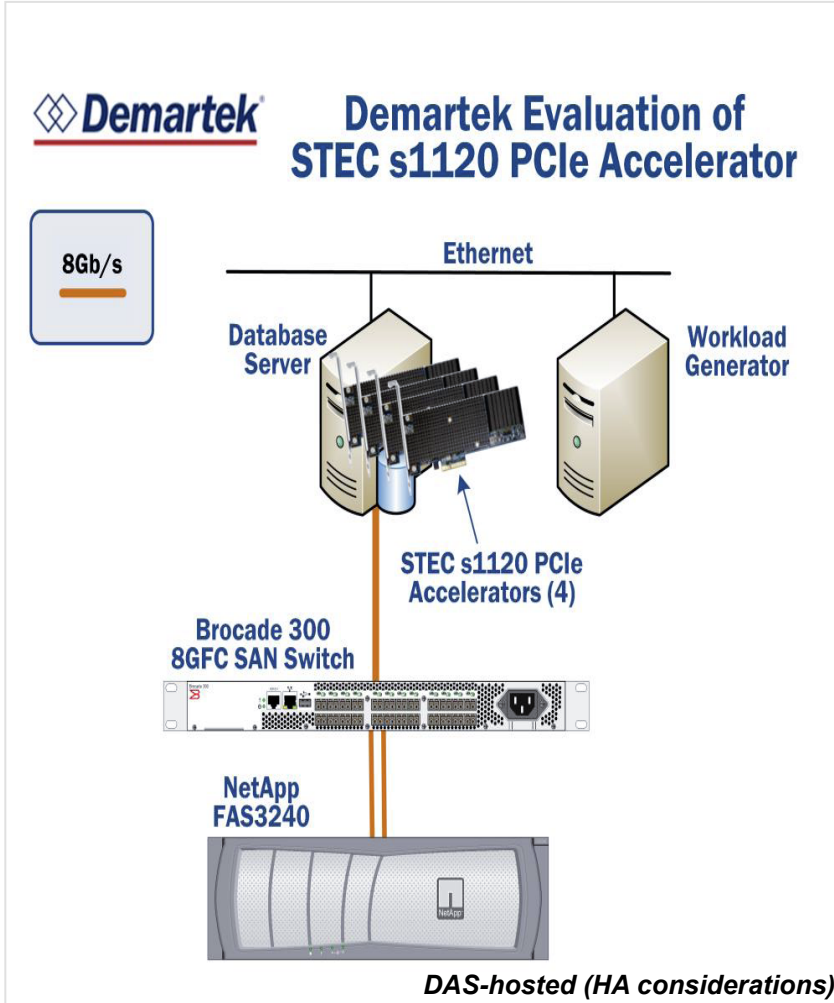 Demartek
Demartek Evaluation of
STEC s1120 PCIe Accelerator
8Gb/s
Ethernet
Database
Server
Workload
Generator
STEC s1120 PCIe
Accelerators (4)
Brocade 300
8GFC SAN Switch
NetApp
FAS3240
NetApp
DAS-hosted (HA considerations)